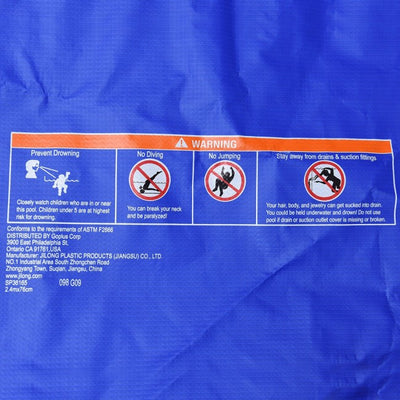 WARNING
Prevent Drowning
No Diving
No Jumping
Stay away from drains & suction fittings
Closely watch children who are in or near
this pool. Children under 5 are at highest
risk for drowning.
You can break your neck
and be paralyzed!
Your hair, body, and jewelry can get sucked into drain.
You could be held underwater and drown! Do not use
pool if drain or suction outlet cover is missing or broken.
Conforms to the requirements of ASTM F2666
DISTRIBUTED BY Goplus Corp
3900 East Philadelphia St,
Ontario CA 91761,USA
Manufacturer: JILONG PLASTIC PRODUCTS (JIANGSU) CO., LTD.
NO.1 Industrial Area South Zhongchen Road
Zhongyang Town, Suqian, Jiangsu, China
www.jilong.com
SP36165
2.4mx76cm
098 G09